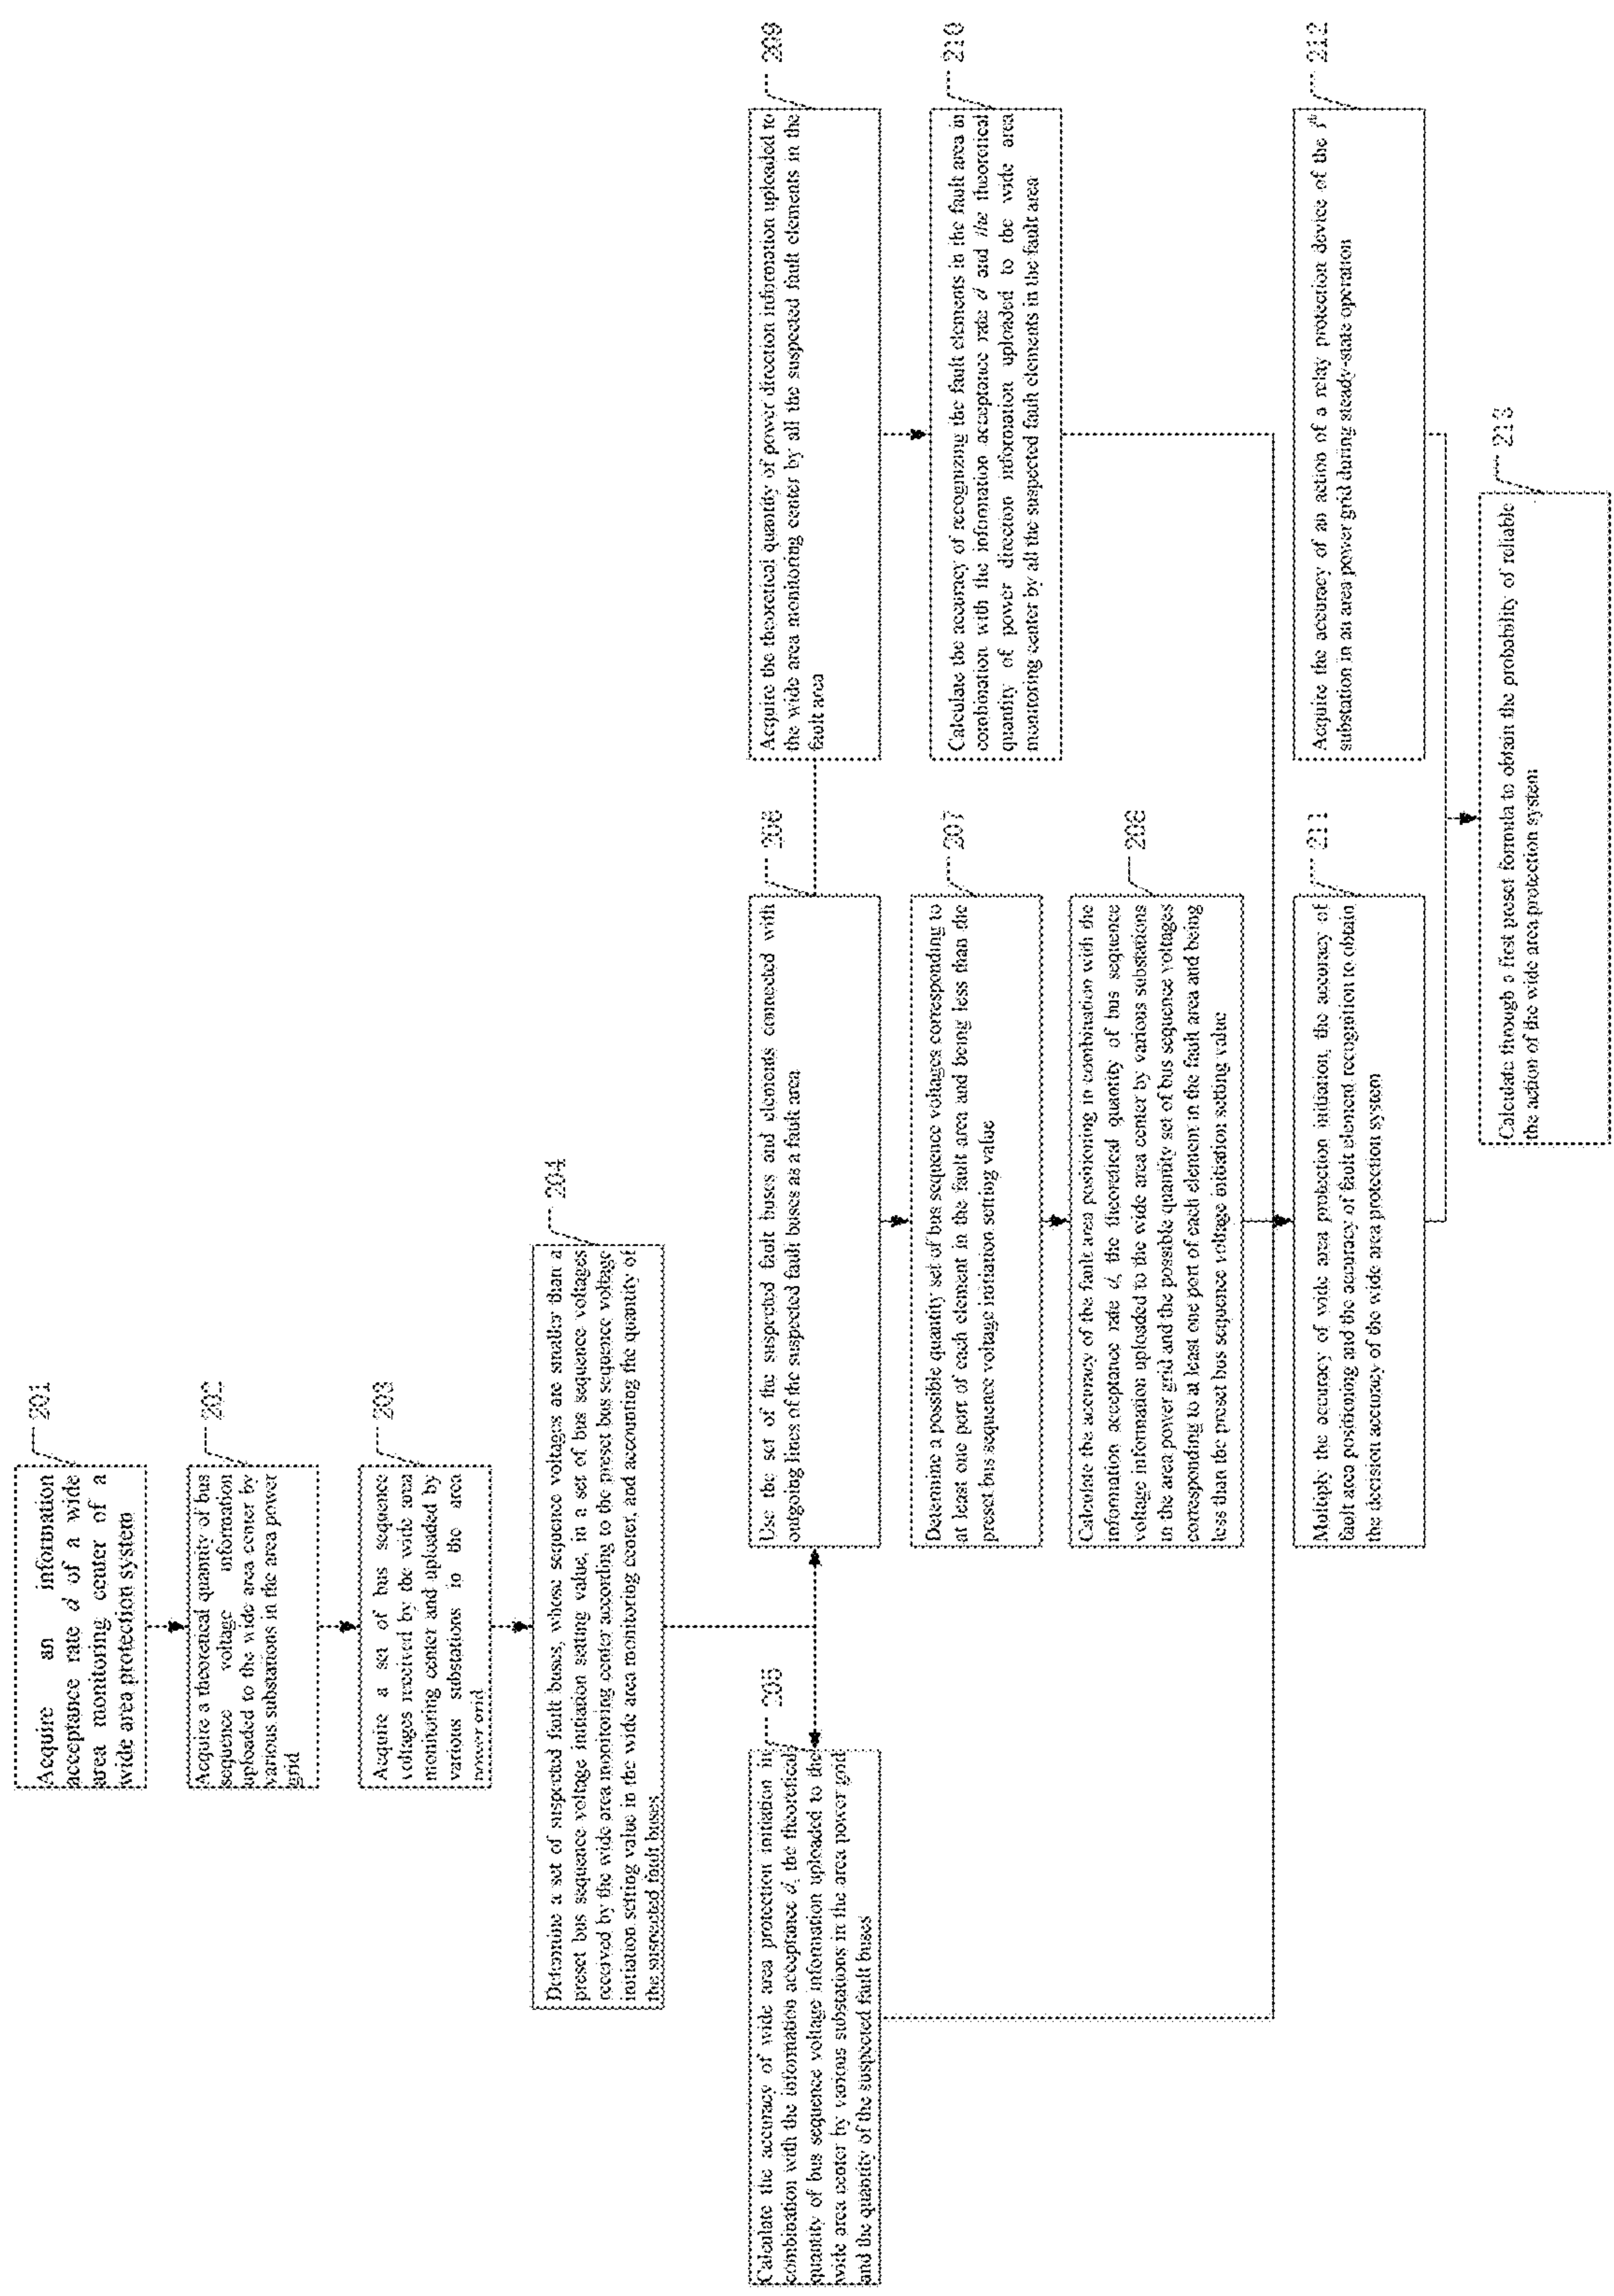 201
Acquire an information
acceptance rate d of a wide
area monitoring center of a
wide area protection system
202
Acquire a theoretical quantity of bus
sequence voltage information
uploaded to the wide area center by
various substations in the area power
grid
203
Acquire a set of bus sequence
voltages received by the wide area
monitoring center and uploaded by
various substations in the area
power grid
204
Determine a set of suspected fault buses, whose sequence voltages are smaller than a
preset bus sequence voltage initiation setting value, in a set of bus sequence voltages
received by the wide area monitoring center according to the preset bus sequence voltage
initiation setting value in the wide area monitoring center, and accounting the quantity of
the suspected fault buses
205
Calculate the accuracy of wide area protection initiation in
combination with the information acceptance d, the theoretical
quantity of bus sequence voltage information uploaded to the
wide area center by various substations in the area power grid
and the quantity of the suspected fault buses
206
Use the set of the suspected fault buses and elements connected with
outgoing lines of the suspected fault buses as a fault area
207
Determine a possible quantity set of bus sequence voltages corresponding to
at least one port of each element in the fault area and being less than the
preset bus sequence voltage initiation setting value
208
Calculate the accuracy of the fault area positioning in combination with the
information acceptance rate d, the theoretical quantity of bus sequence
voltage information uploaded to the wide area center by various substations
in the area power grid and the possible quantity set of bus sequence voltages
corresponding to at least one port of each element in the fault area and being
less than the preset bus sequence voltage initiation setting value
209
Acquire the theoretical quantity of power direction information uploaded to
the wide area monitoring center by all the suspected fault elements in the
fault area
210
Calculate the accuracy of recognizing the fault elements in the fault area in
combination with the information acceptance rate d and the theoretical
quantity of power direction information uploaded to the wide area
monitoring center by all the suspected fault elements in the fault area
211
Multiply the accuracy of wide area protection initiation, the accuracy of
fault area positioning and the accuracy of fault element recognition to obtain
the decision accuracy of the wide area protection system
212
Acquire the accuracy of an action of a relay protection device of the i th
substation in an area power grid during steady-state operation
213
Calculate through a first preset formula to obtain the probability of reliable
the action of the wide area protection system